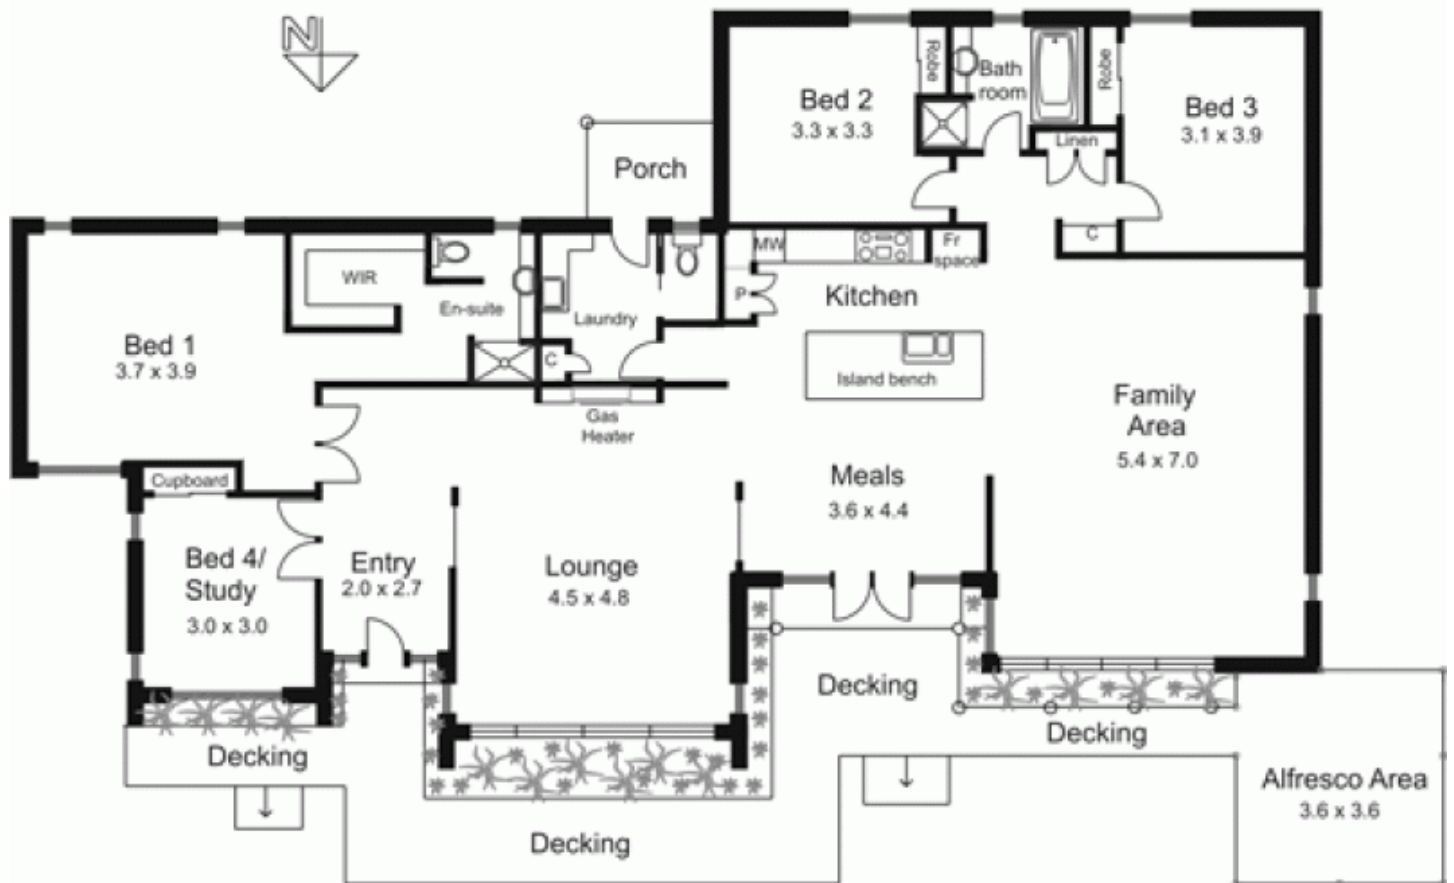 N
Bed 2
3.3 x 3.3
Robe
Bath
room
Robe
Bed 3
3.1 x 3.9
Linen
Porch
C
MW
Fr
space
WIR
En-suite
Laundry
P
Kitchen
Bed 1
3.7 x 3.9
C
Island bench
Gas
Heater
Family
Area
5.4 x 7.0
Cupboard
Meals
3.6 x 4.4
Bed 4/
Study
3.0 x 3.0
Entry
2.0 x 2.7
Lounge
4.5 x 4.8
Decking
Decking
Decking
Alfresco Area
3.6 x 3.6
Decking